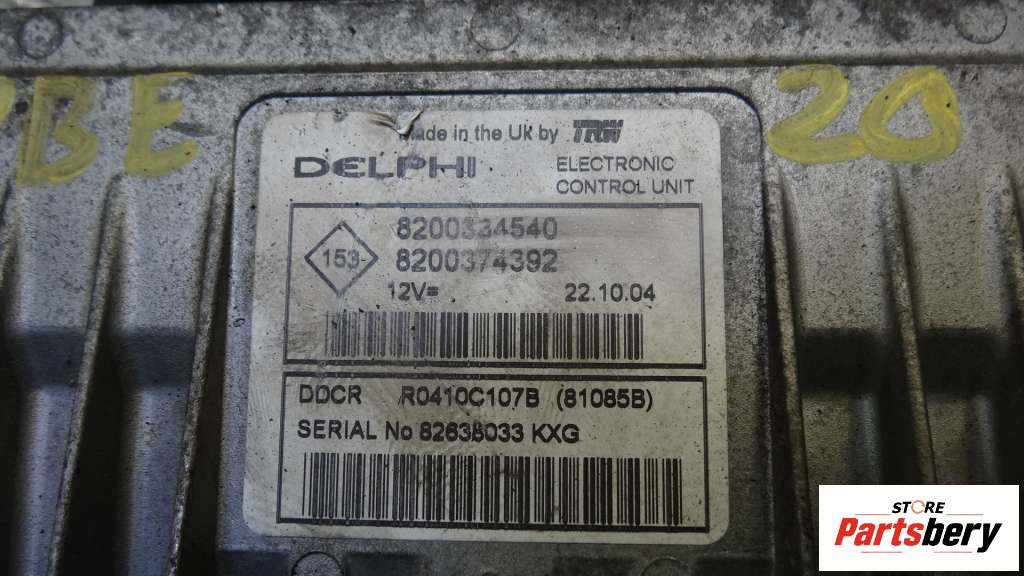 BE 20
Made in the UK by TRW
DELPHI ELECTRONIC
CONTROL UNIT
8200334540
153
8200374392
12V= 22.10.04
DDCR R0410C107B (81085B)
SERIAL No 82638033 KXG
STORE
Partsbery